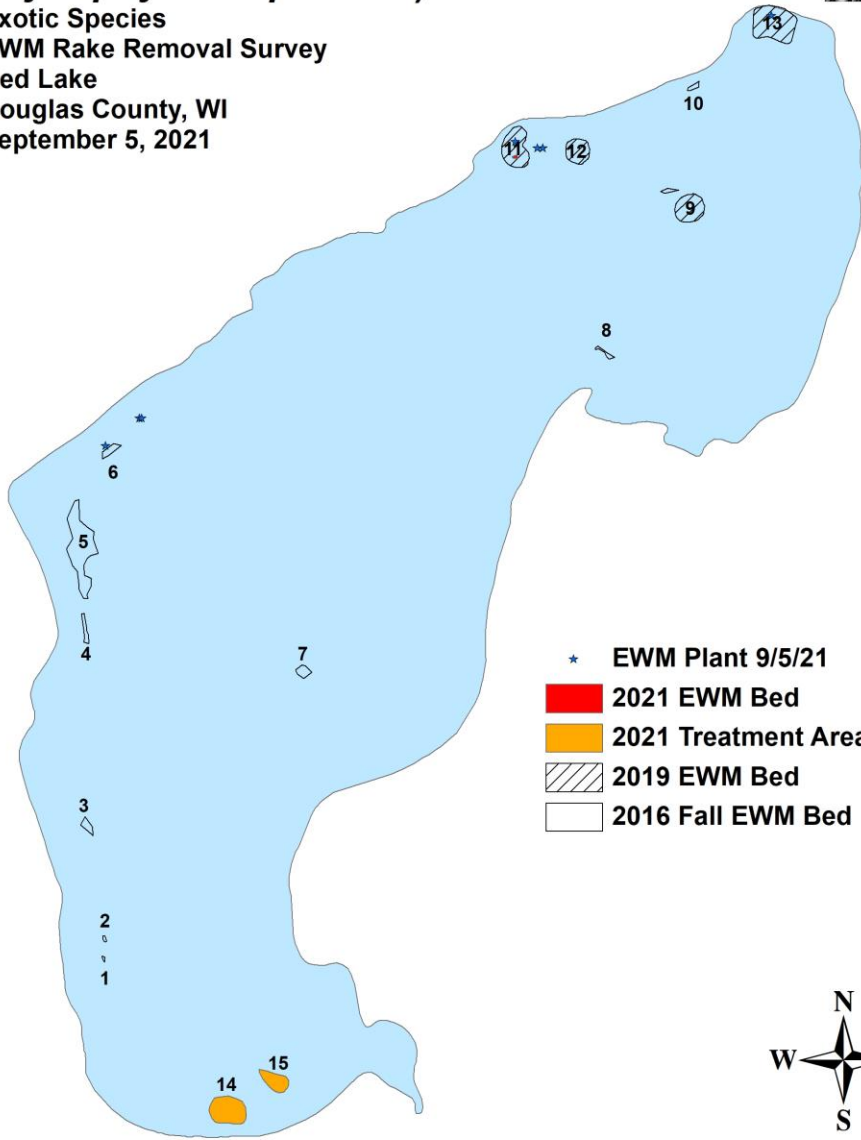 xotic Species
WM Rake Removal Survey
ed Lake
ouglas County, WI
eptember 5, 2021
13
10
11
12
9
8
6
5
4
7
EWM Plant 9/5/21
2021 EWM Bed
2021 Treatment Area
2019 EWM Bed
2016 Fall EWM Bed
3
2
1
15
14
N
W
S